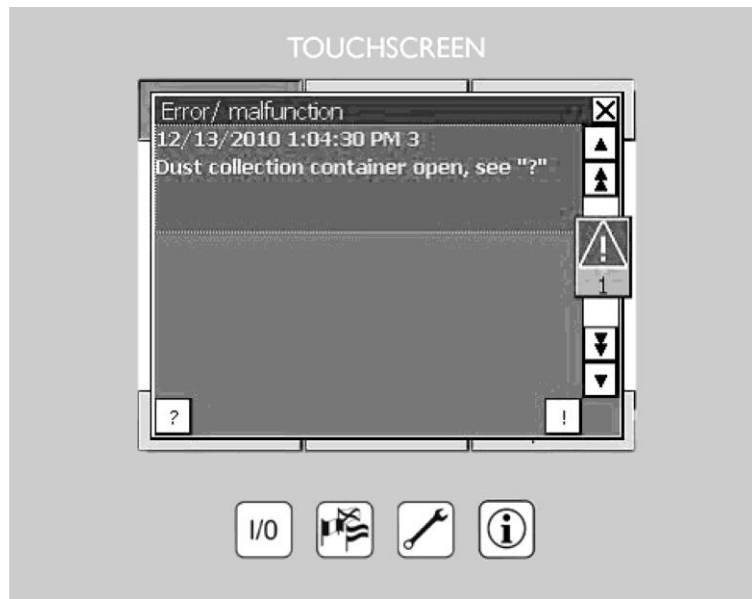 TOUCHSCREEN
Error/ malfunction
12/13/2010 1:04:30 PM 3
Dust collection container open, see "?"
!
1
?
!
I/0
i